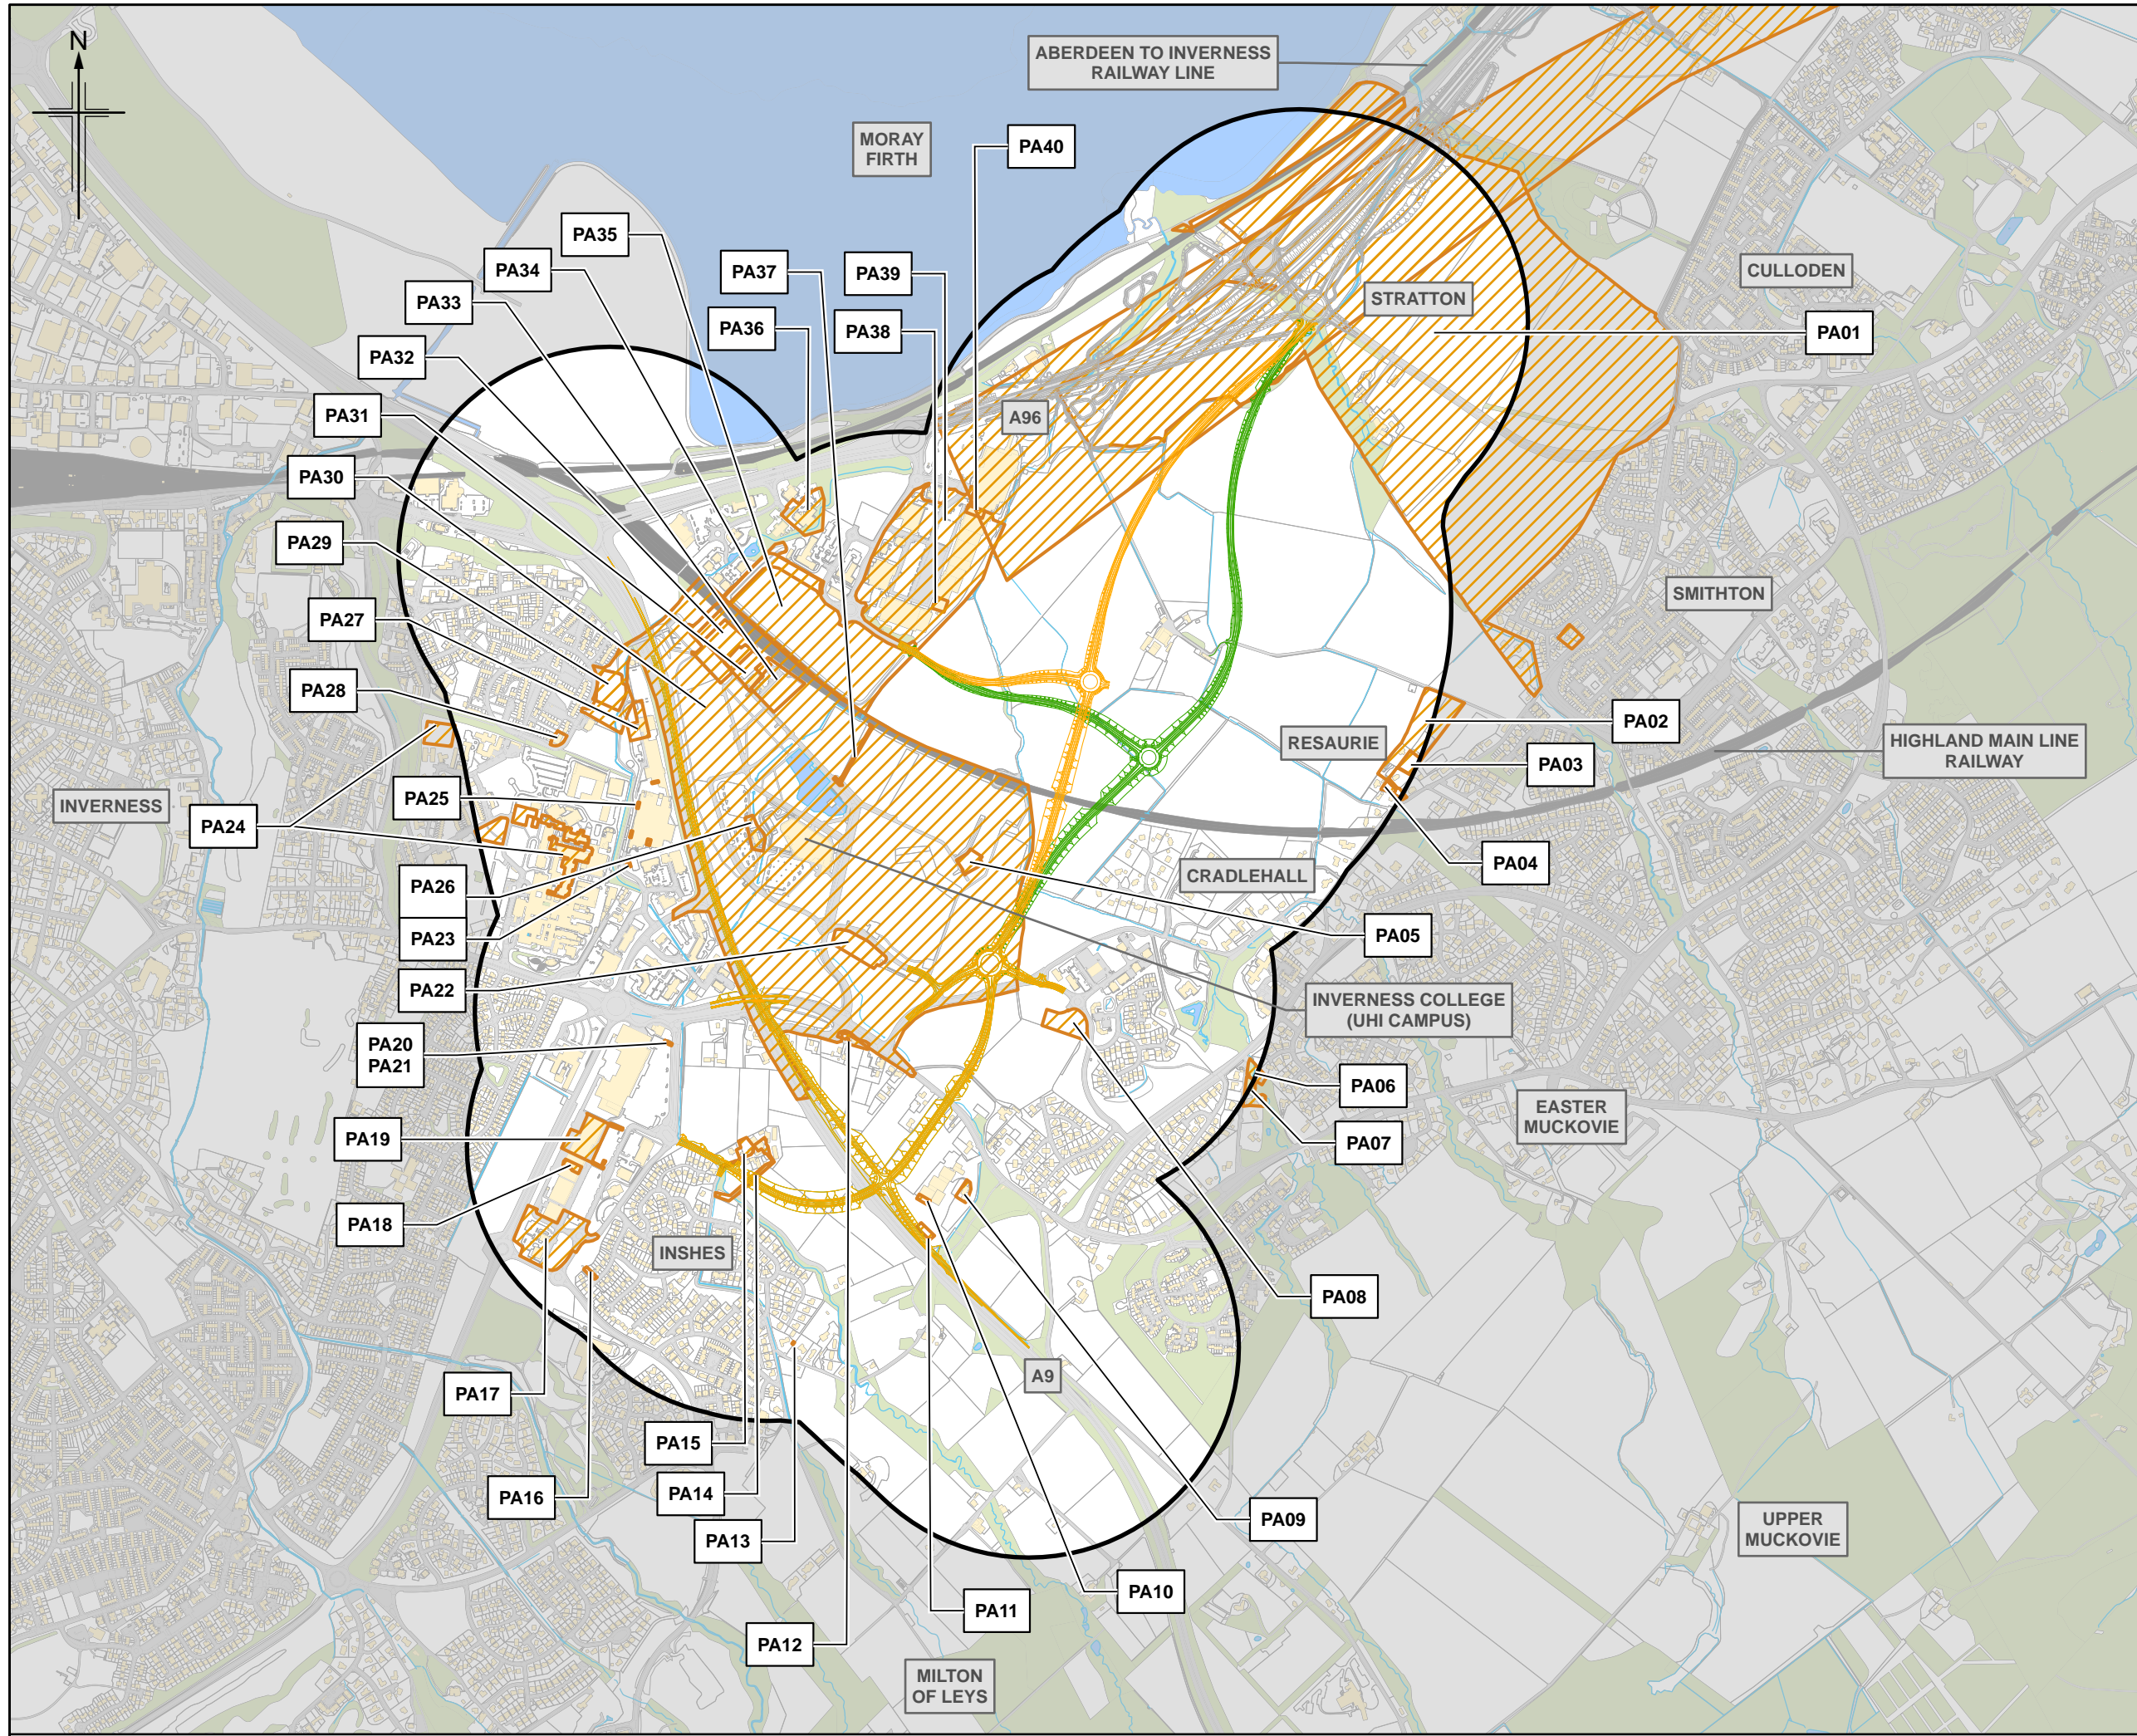 N
ABERDEEN TO INVERNESS
RAILWAY LINE
MORAY
FIRTH
PA40
PA35
PA34
PA37
PA39
CULLODEN
PA33
STRATTON
PA36
PA38
PA01
PA32
A96
PA31
PA30
PA29
SMITHTON
PA27
PA28
PA02
RESAURIE
HIGHLAND MAIN LINE
RAILWAY
PA03
PA25
INVERNESS
PA24
PA04
CRADLEHALL
PA26
PA23
PA05
PA22
INVERNESS COLLEGE
(UHI CAMPUS)
PA20
PA21
PA06
EASTER
MUCKOVIE
PA19
PA07
PA18
INSHES
PA08
A9
PA17
PA15
PA14
PA16
PA09
UPPER
MUCKOVIE
PA13
PA10
PA11
PA12
MILTON
OF LEYS